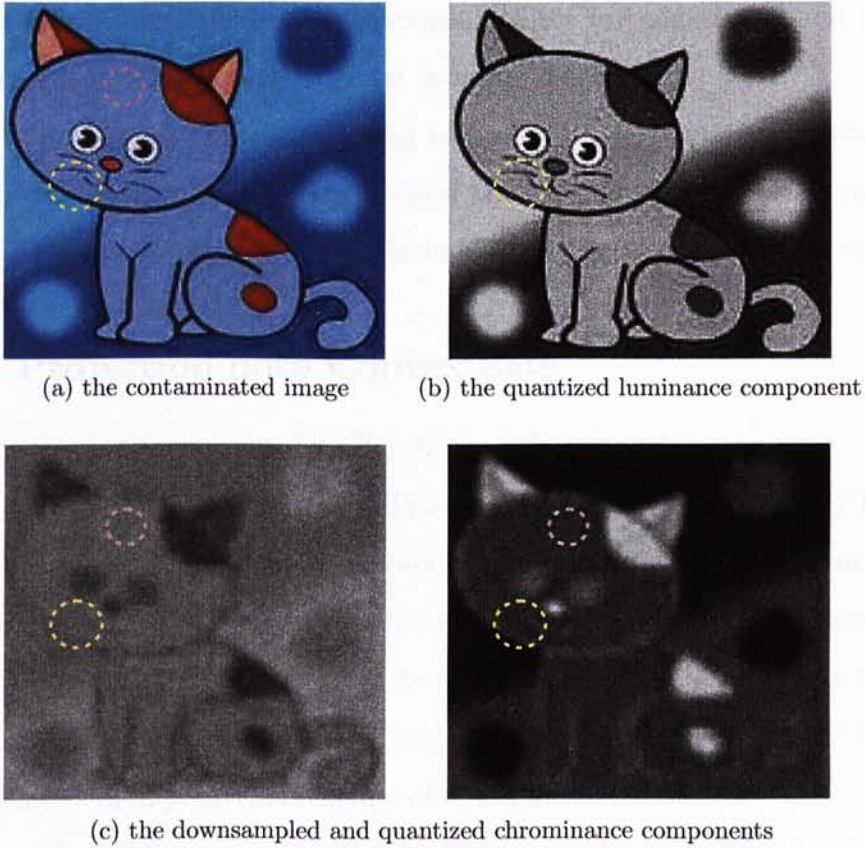 (a) the contaminated image
(b) the quantized luminance component
(c) the downsampled and quantized chrominance components